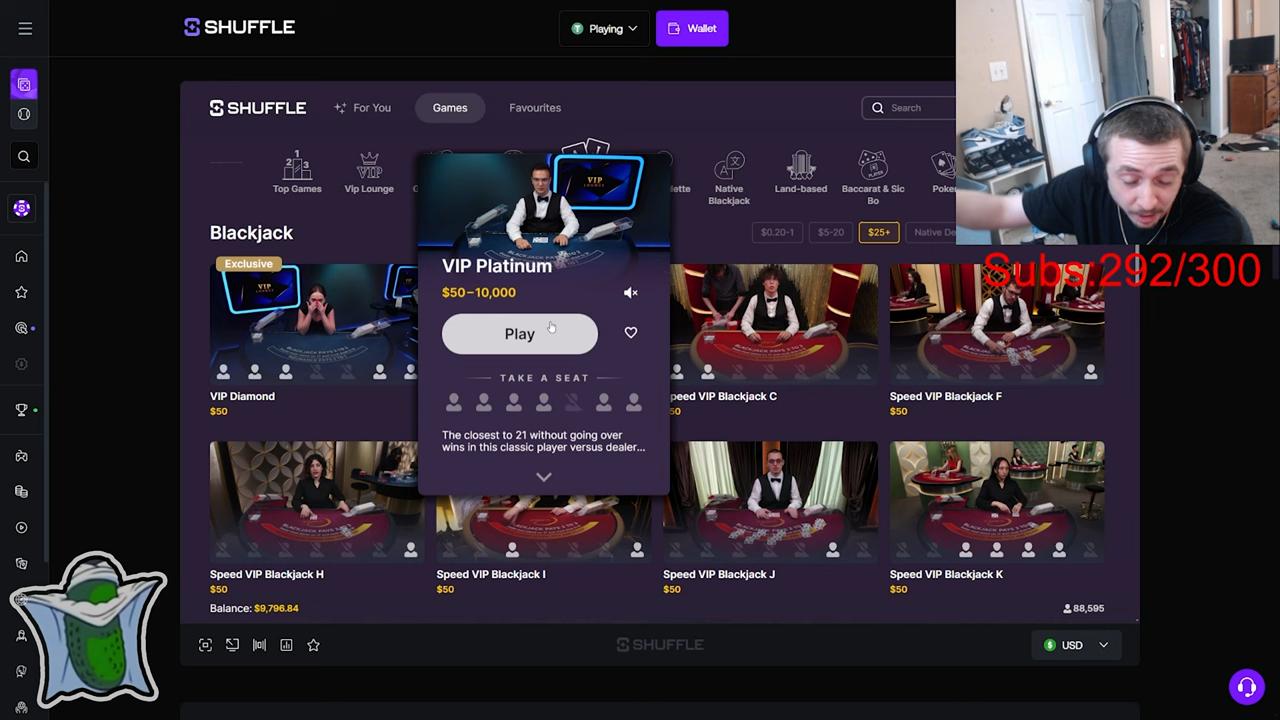 SHUFFLE
Playing
Wallet
SHUFFLE
For You
Games
Favourites
Search
Top Games
Vip Lounge
Native
Blackjack
Land-based
Baccarat & Sic
Bo
Blackjack
$0.20-1
$5-20
$25+
Exclusive
VIP
VIP
VIP Platinum
$50–10,000
Play
TAKE A SEAT
The closest to 21 without going over
wins in this classic player versus dealer...
Subs:292/300
VIP Diamond
$50
Speed VIP Blackjack F
$50
Speed VIP Blackjack H
$50
Speed VIP Blackjack I
$50
Speed VIP Blackjack J
$50
Speed VIP Blackjack K
$50
Balance: $9,796.84
88,595
SHUFFLE
USD